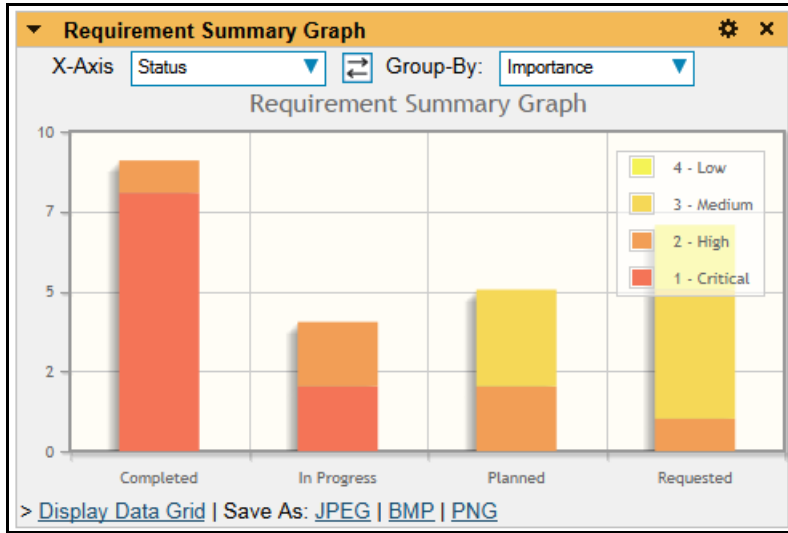 Requirement Summary Graph
X-Axis Status Group-By: Importance
Requirement Summary Graph
10
7
5
2
0
4 - Low
3 - Medium
2 - High
1 - Critical
Completed In Progress Planned Requested
> Display Data Grid | Save As: JPEG | BMP | PNG